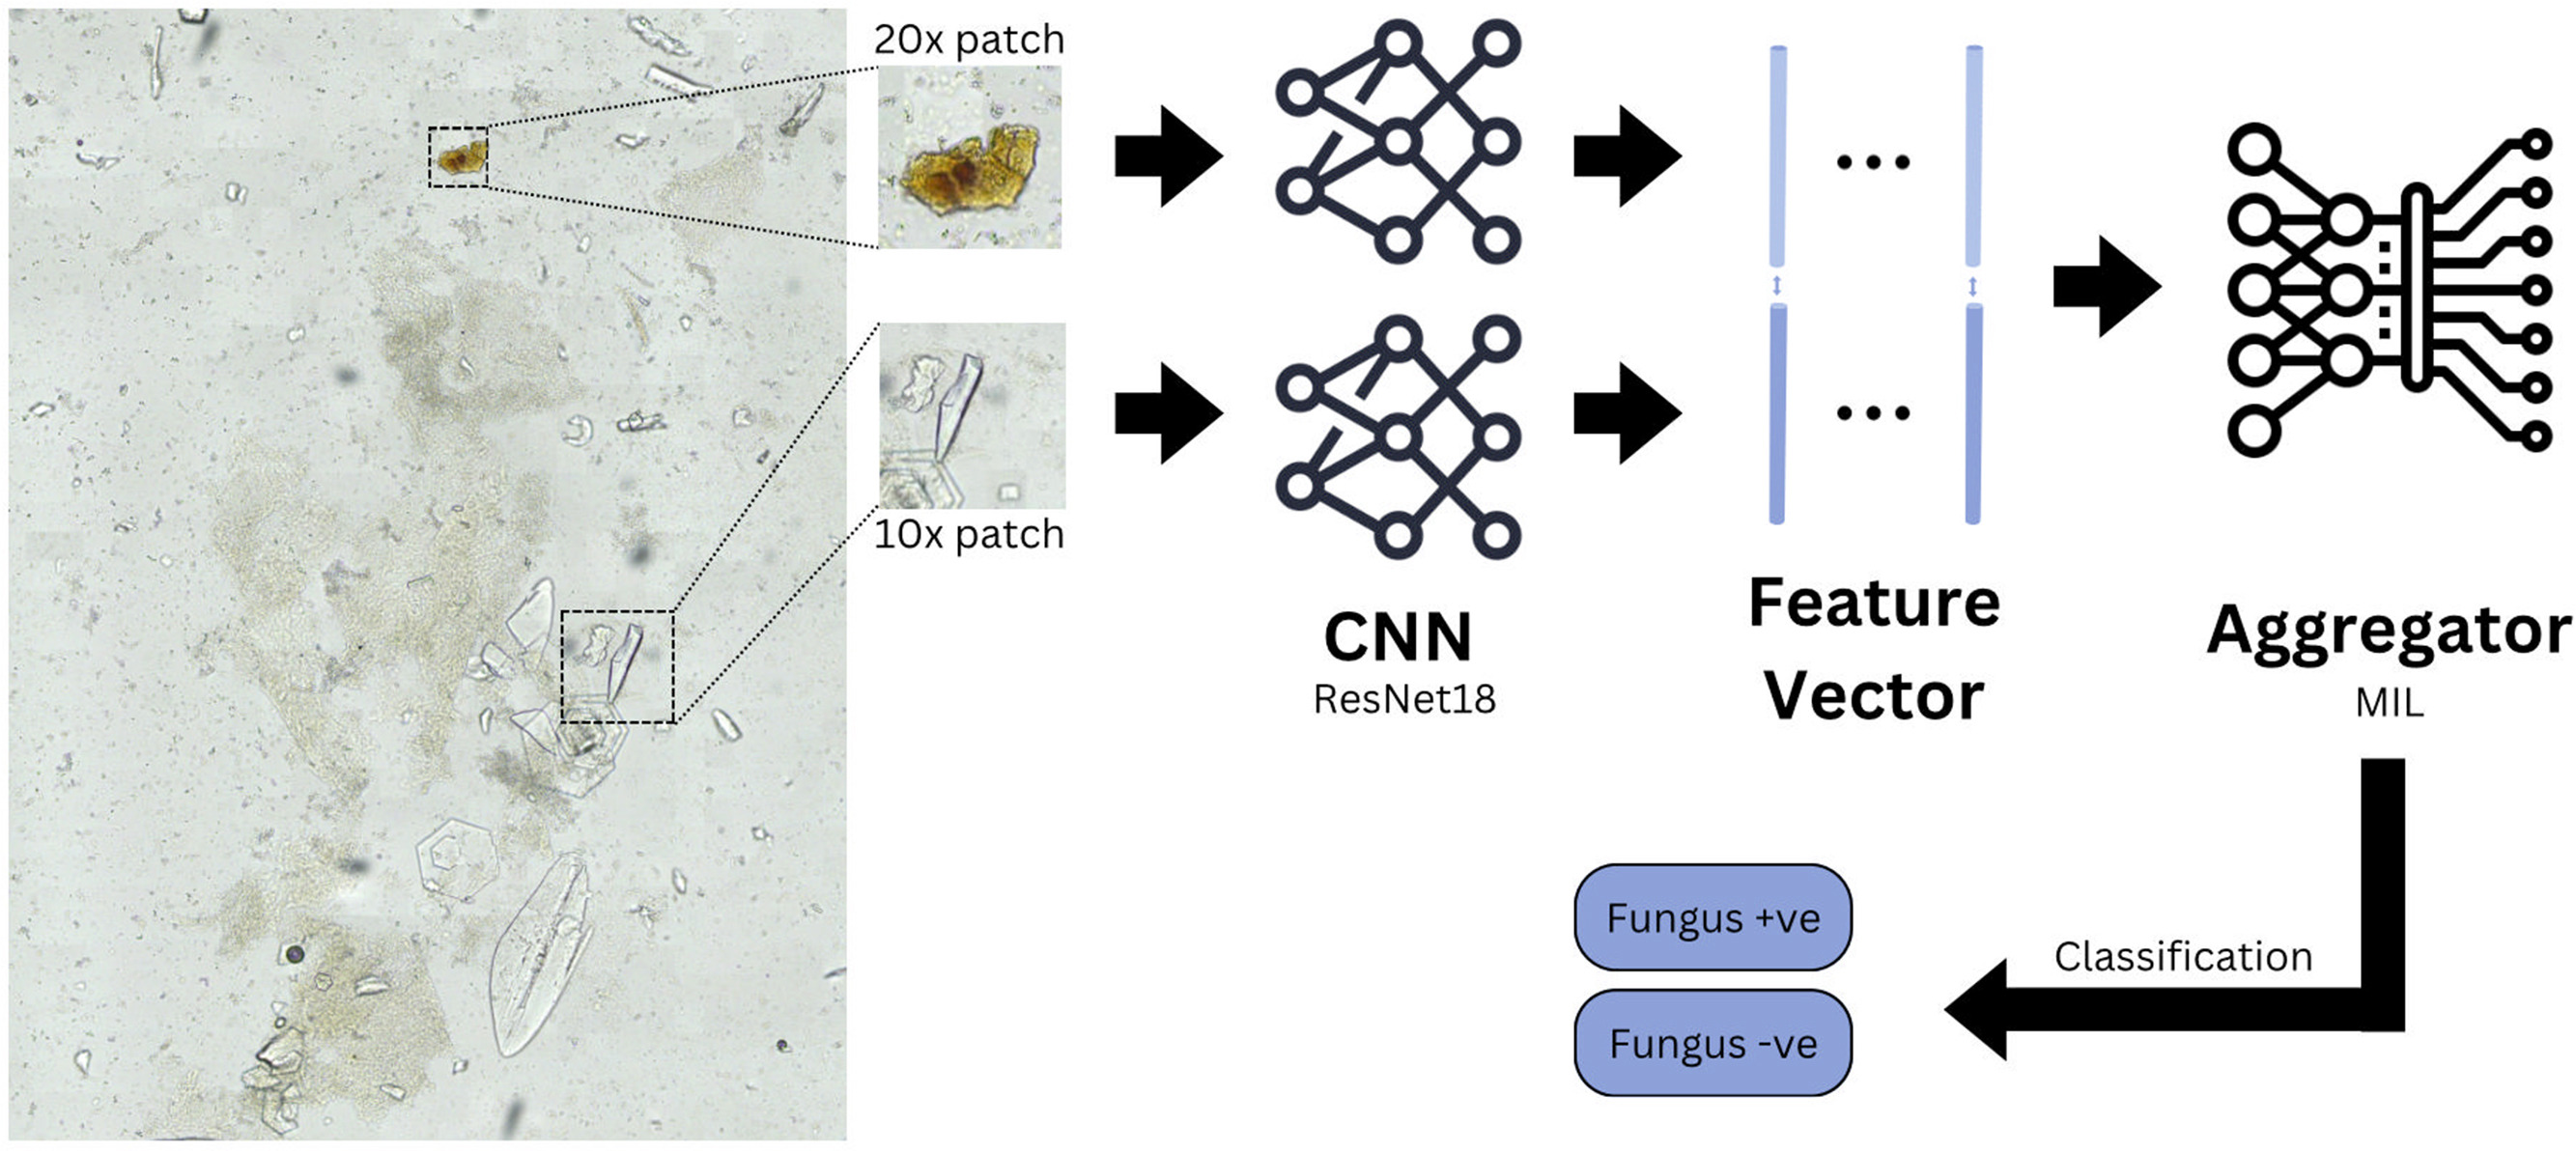 20x patch
10x patch
CNN
ResNet18
Feature
Vector
Aggregator
MIL
Classification
Fungus +ve
Fungus -ve